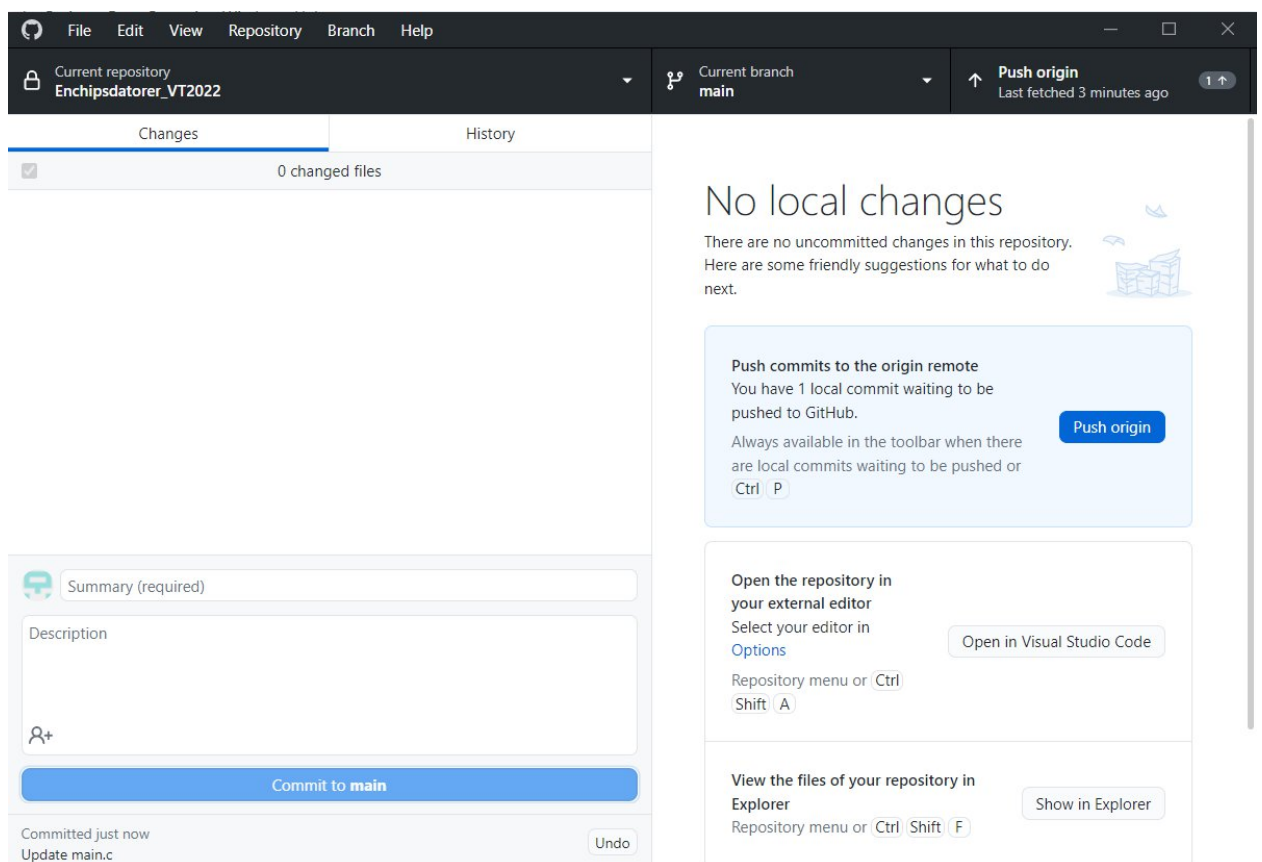 File Edit View Repository Branch Help
Current repository
Enchipsdatorer_VT2022
Current branch
main
Push origin
Last fetched 3 minutes ago
1
Changes History
0 changed files
No local changes
There are no uncommitted changes in this repository.
Here are some friendly suggestions for what to do
next.
Push commits to the origin remote
You have 1 local commit waiting to be
pushed to GitHub.
Always available in the toolbar when there
are local commits waiting to be pushed or
Ctrl P
Push origin
Open the repository in
your external editor
Select your editor in
Options
Repository menu or Ctrl
Shift A
Open in Visual Studio Code
View the files of your repository in
Explorer
Repository menu or Ctrl Shift F
Show in Explorer
Summary (required)
Description
Commit to main
Committed just now
Update main.c
Undo